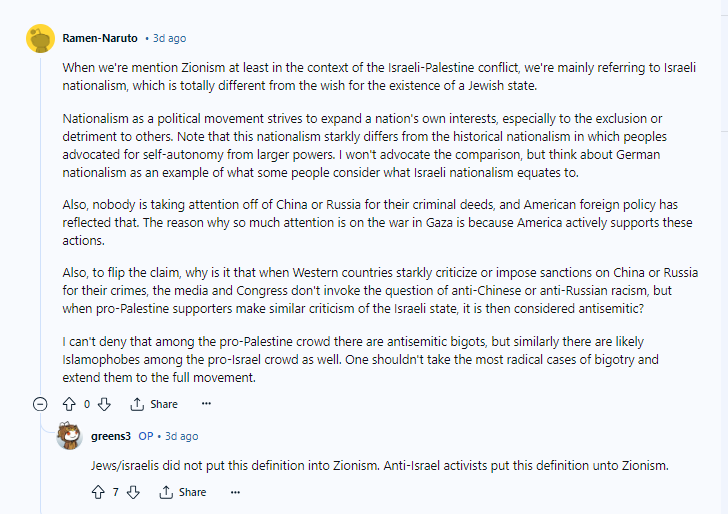 Ramen-Naruto • 3d ago
When we're mention Zionism at least in the context of the Israeli-Palestine conflict, we're mainly referring to Israeli
nationalism, which is totally different from the wish for the existence of a Jewish state.
Nationalism as a political movement strives to expand a nation's own interests, especially to the exclusion or
detriment to others. Note that this nationalism starkly differs from the historical nationalism in which peoples
advocated for self-autonomy from larger powers. I won't advocate the comparison, but think about German
nationalism as an example of what some people consider what Israeli nationalism equates to.
Also, nobody is taking attention off of China or Russia for their criminal deeds, and American foreign policy has
reflected that. The reason why so much attention is on the war in Gaza is because America actively supports these
actions.
Also, to flip the claim, why is it that when Western countries starkly criticize or impose sanctions on China or Russia
for their crimes, the media and Congress don't invoke the question of anti-Chinese or anti-Russian racism, but
when pro-Palestine supporters make similar criticism of the Israeli state, it is then considered antisemitic?
I can't deny that among the pro-Palestine crowd there are antisemitic bigots, but similarly there are likely
Islamophobes among the pro-Israel crowd as well. One shouldn't take the most radical cases of bigotry and
extend them to the full movement.
0 Share ...
greens3 OP • 3d ago
Jews/israelis did not put this definition into Zionism. Anti-Israel activists put this definition unto Zionism.
7 Share ...